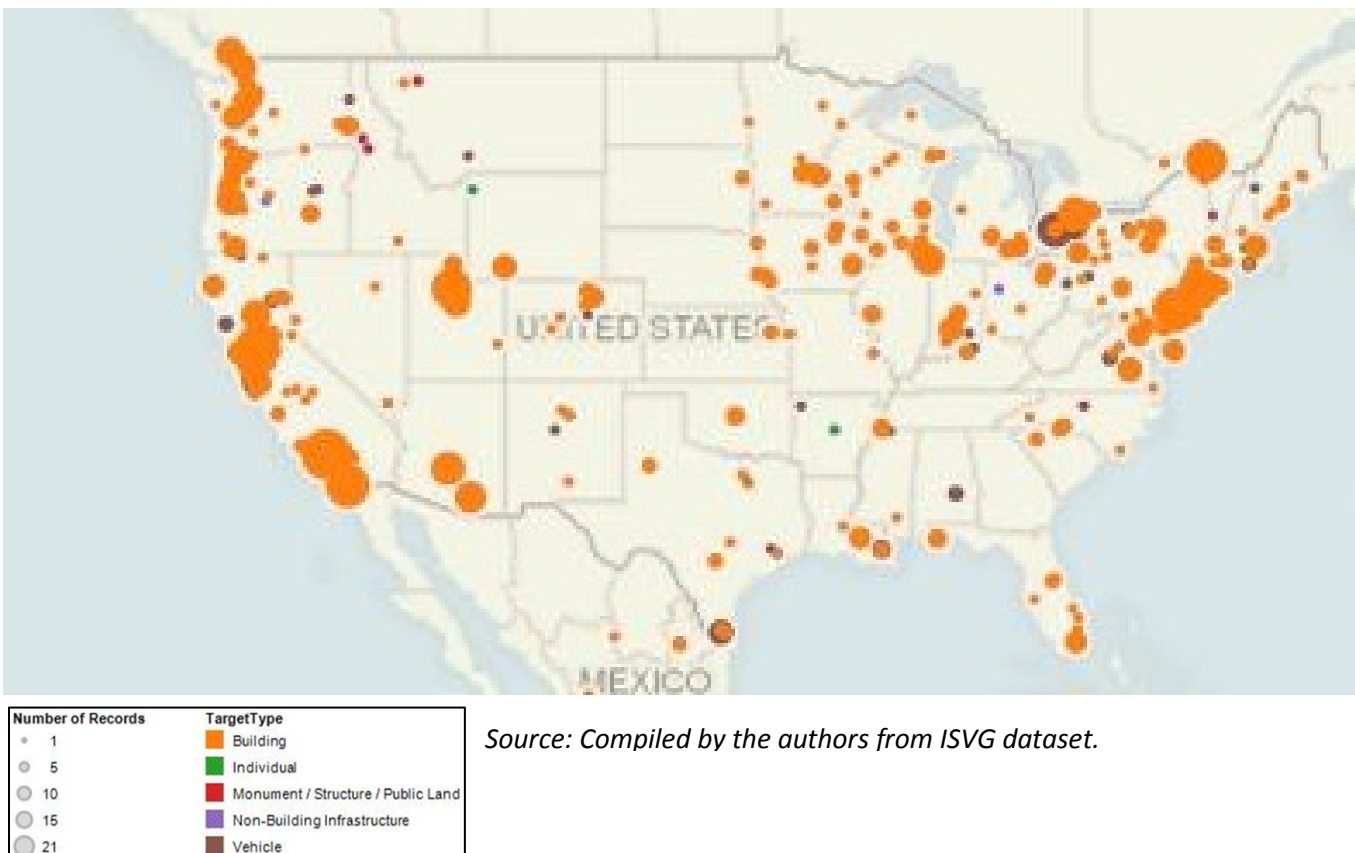 UNITED STATES
MEXICO
Number of Records
1
5
10
15
21
TargetType
Building
Individual
Monument / Structure / Public Land
Non-Building Infrastructure
Vehicle
Source: Compiled by the authors from ISVG dataset.